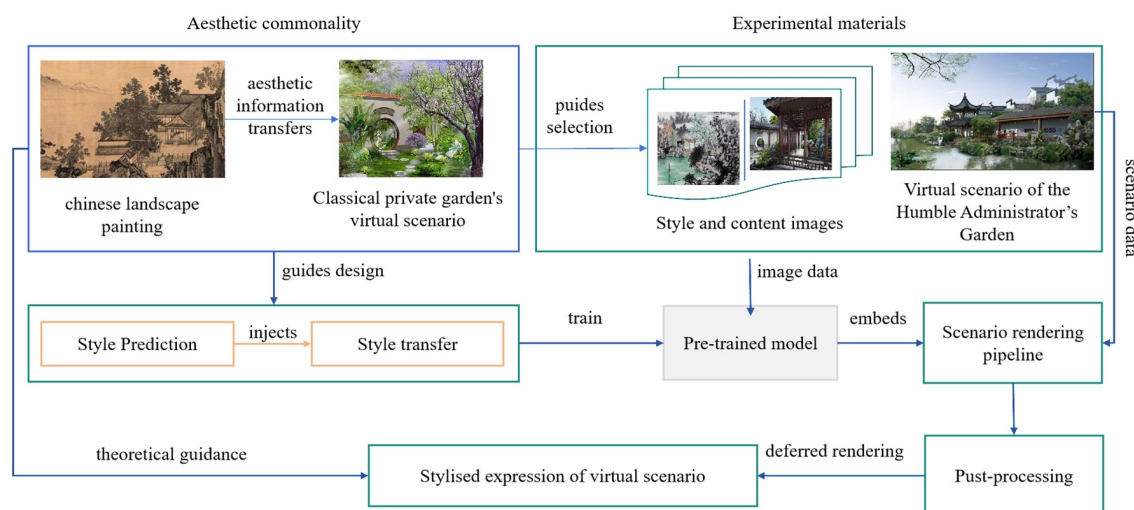 Aesthetic commonality
Experimental materials
aesthetic
information
transfers
chinese landscape
painting
Classical private garden's
virtual scenario
puides
selection
Style and content images
Virtual scenario of the
Humble Administrator's
Garden
scenario data
guides design
image data
Style Prediction
injects
Style transfer
train
Pre-trained model
embeds
Scenario rendering
pipeline
theoretical guidance
Stylised expression of virtual scenario
deferred rendering
Pust-processing